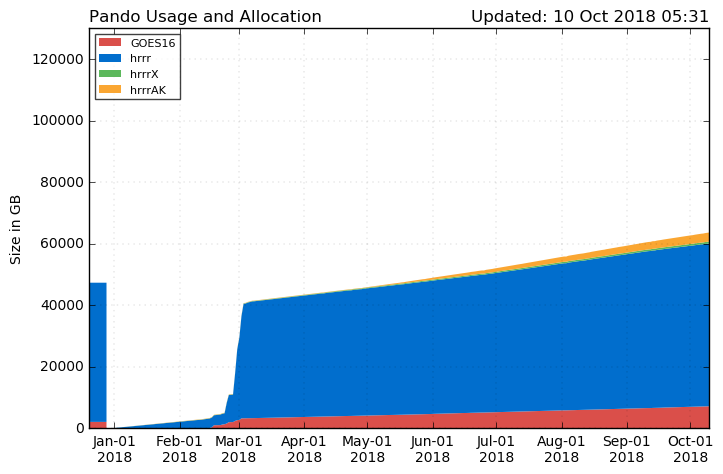 Pando Usage and Allocation
Updated: 10 Oct 2018 05:31
GOES16
hrrr
hrrrX
hrrrAK
Size in GB
120000
100000
80000
60000
40000
20000
0
Jan-01 Feb-01 Mar-01 Apr-01 May-01 Jun-01 Jul-01 Aug-01 Sep-01 Oct-01
2018 2018 2018 2018 2018 2018 2018 2018 2018 2018